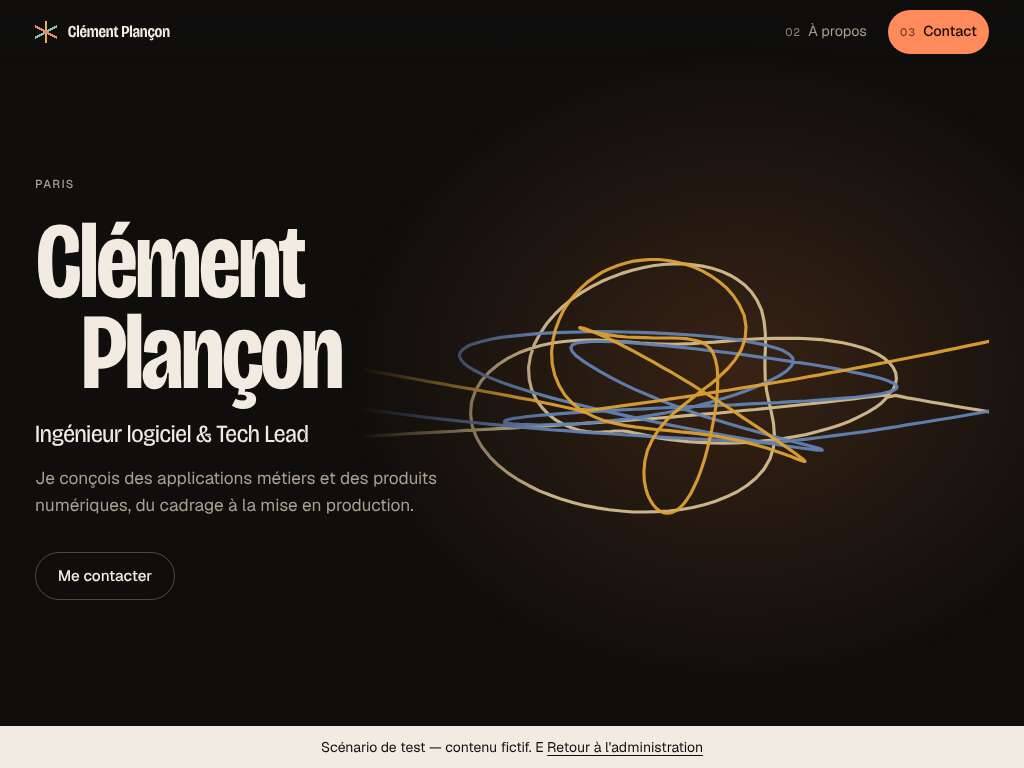 Clément Plançon
02 À propos
03 Contact
PARIS
Clément
Plançon
Ingénieur logiciel & Tech Lead
Je conçois des applications métiers et des produits
numériques, du cadrage à la mise en production.
Me contacter
Scénario de test — contenu fictif. E Retour à l'administration